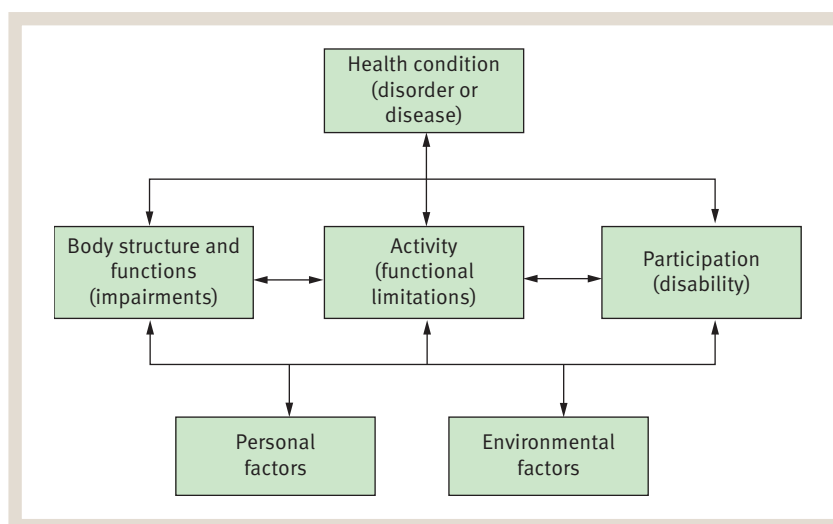 Health condition
(disorder or
disease)
Body structure and
functions
(impairments)
Activity
(functional
limitations)
Participation
(disability)
Personal
factors
Environmental
factors